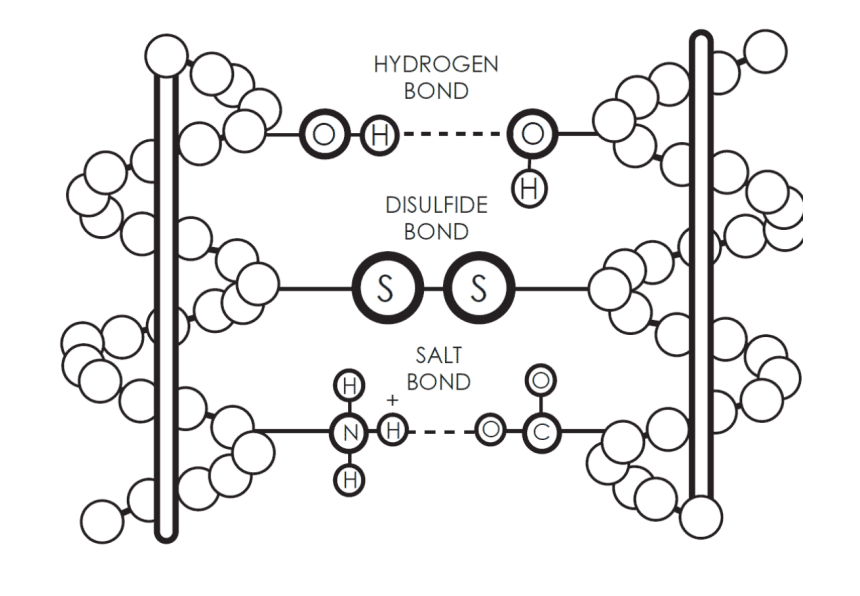 HYDROGEN
BOND
O H O
H
DISULFIDE
BOND
S S
SALT
BOND
H O
+
N H O C
H